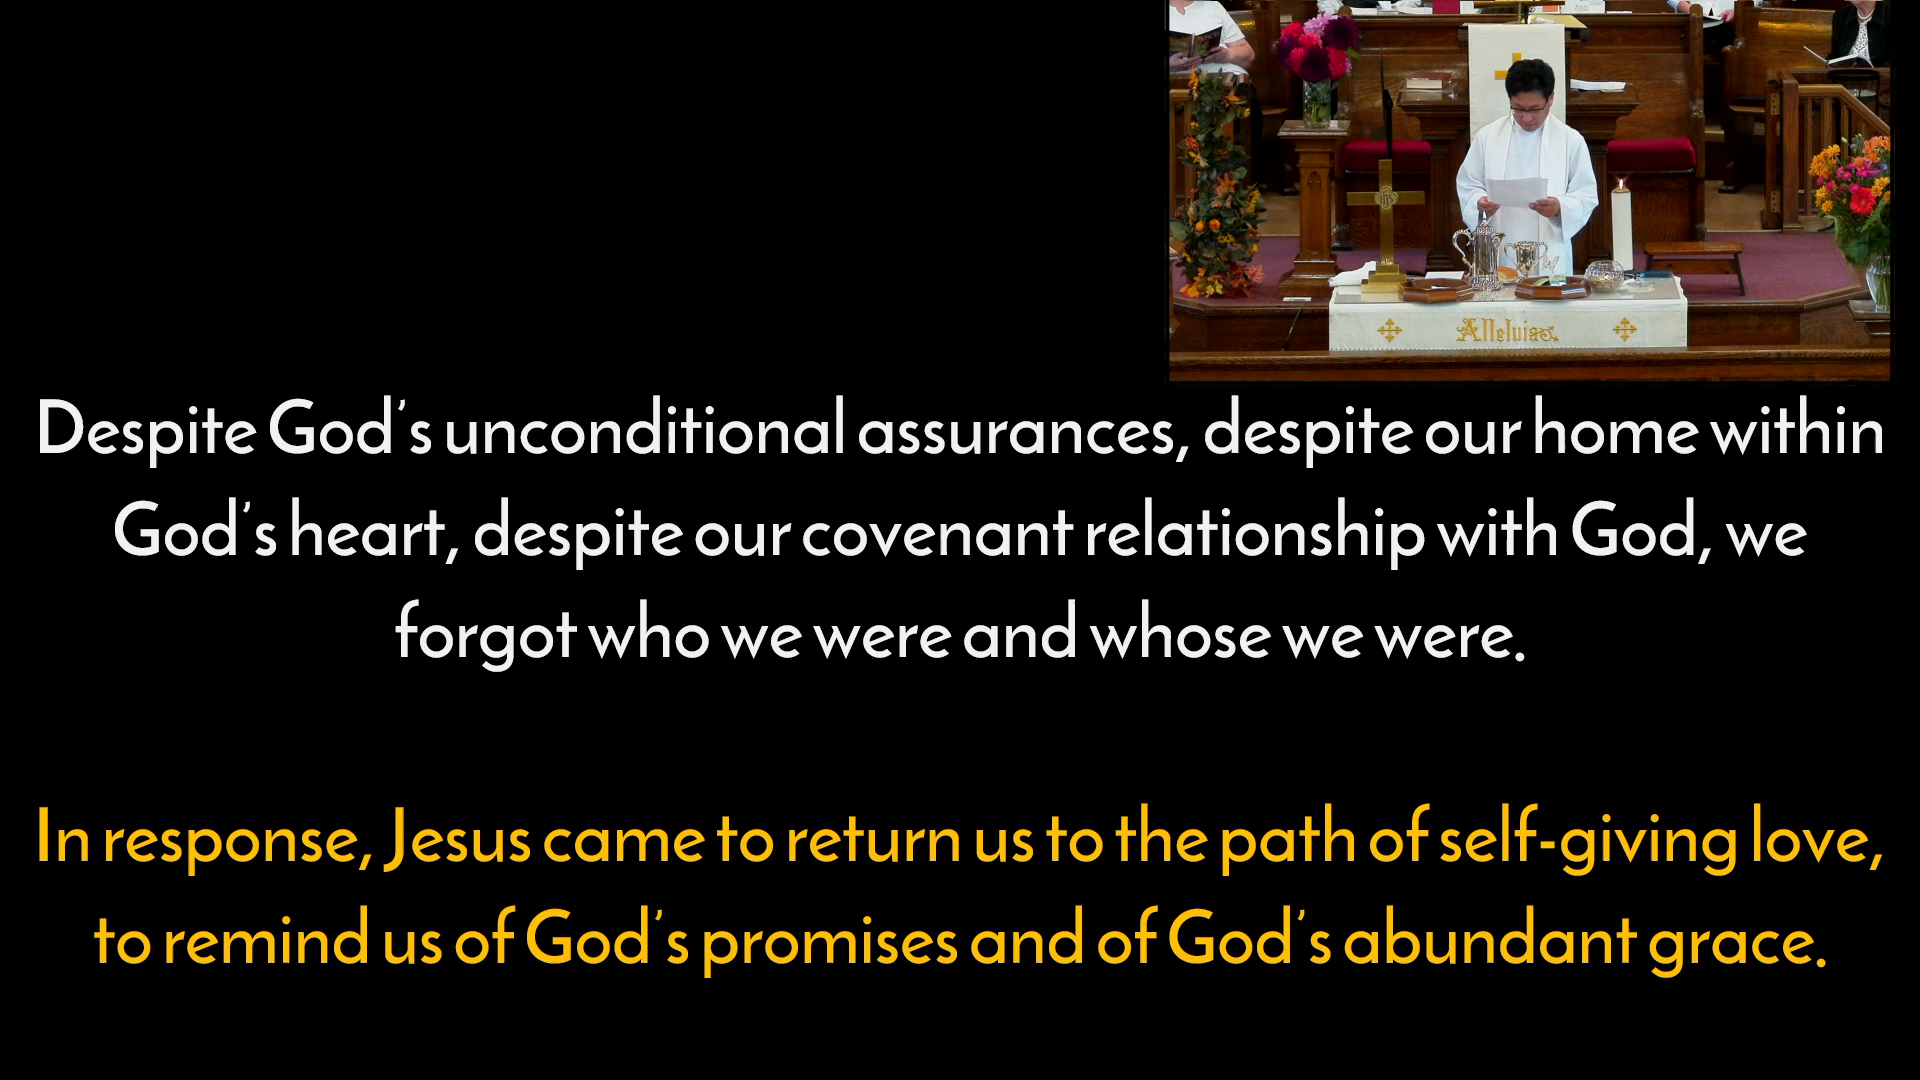 Alleluia.
Despite God's unconditional assurances, despite our home within
God's heart, despite our covenant relationship with God, we
forgot who we were and whose we were.
In response, Jesus came to return us to the path of self-giving love,
to remind us of God's promises and of God's abundant grace.